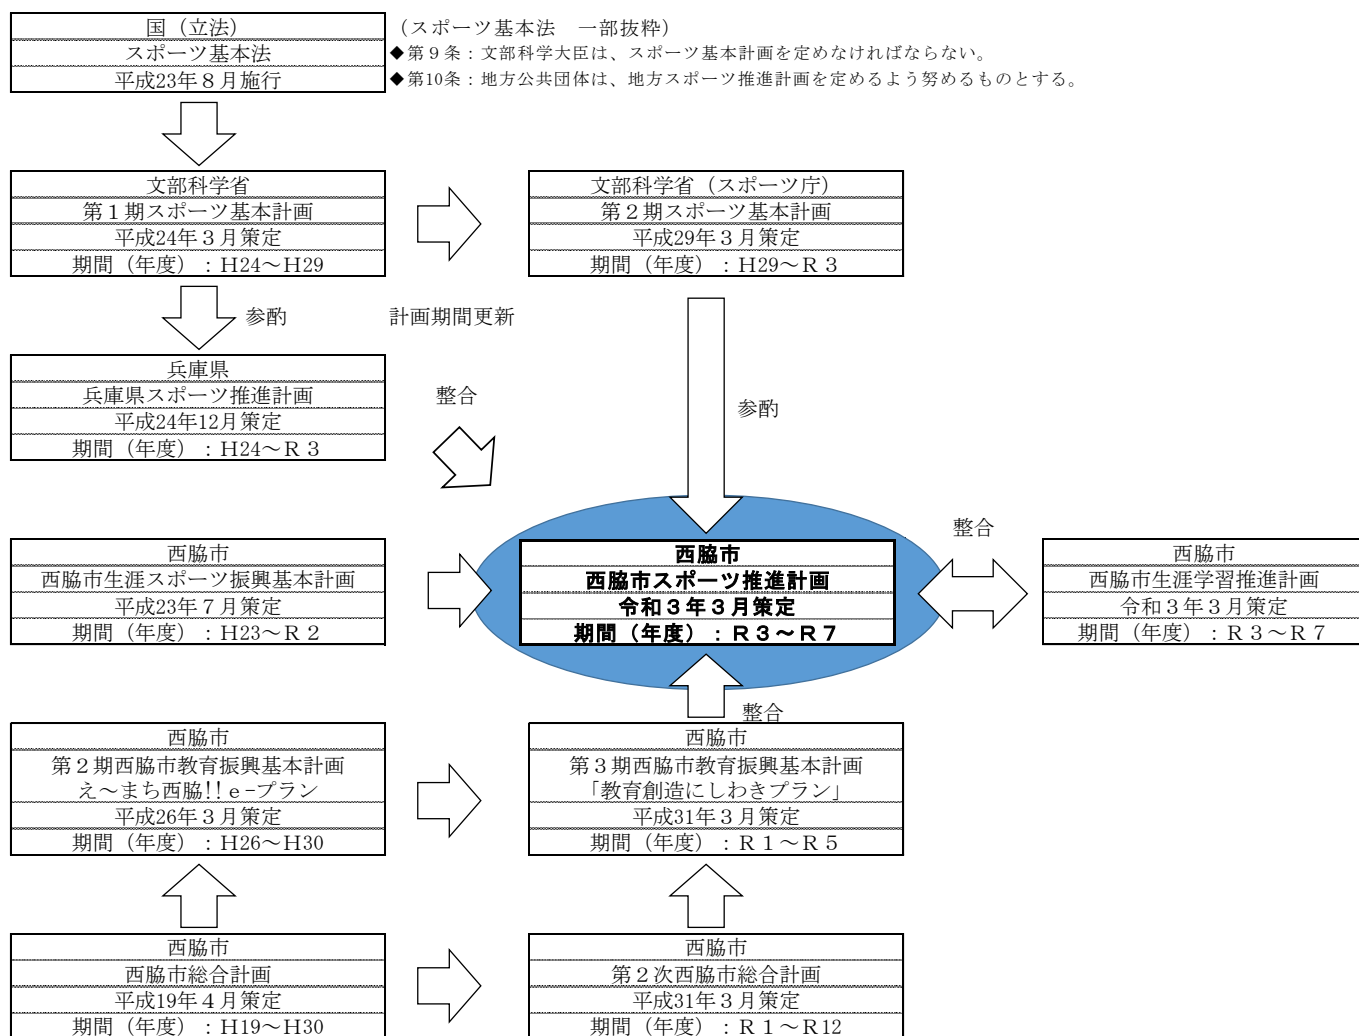 国（立法）
スポーツ基本法
平成23年８月施行
（スポーツ基本法　一部抜粋）
◆第９条：文部科学大臣は、スポーツ基本計画を定めなければならない。
◆第10条：地方公共団体は、地方スポーツ推進計画を定めるよう努めるものとする。
文部科学省
第１期スポーツ基本計画
平成24年３月策定
期間（年度）：H24～H29
文部科学省（スポーツ庁）
第２期スポーツ基本計画
平成29年３月策定
期間（年度）：H29～R３
参酌
計画期間更新
兵庫県
兵庫県スポーツ推進計画
平成24年12月策定
期間（年度）：H24～R３
整合
参酌
西脇市
西脇市生涯スポーツ振興基本計画
平成23年７月策定
期間（年度）：H23～R２
西脇市
西脇市スポーツ推進計画
令和３年３月策定
期間（年度）：R３～R７
整合
西脇市
西脇市生涯学習推進計画
令和３年３月策定
期間（年度）：R３～R７
整合
西脇市
第２期西脇市教育振興基本計画
え～まち西脇!!ｅ-プラン
平成26年３月策定
期間（年度）：H26～H30
西脇市
第３期西脇市教育振興基本計画
「教育創造にしわきプラン」
平成31年３月策定
期間（年度）：R１～R５
西脇市
西脇市総合計画
平成19年４月策定
期間（年度）：H19～H30
西脇市
第２次西脇市総合計画
平成31年３月策定
期間（年度）：R１～R12